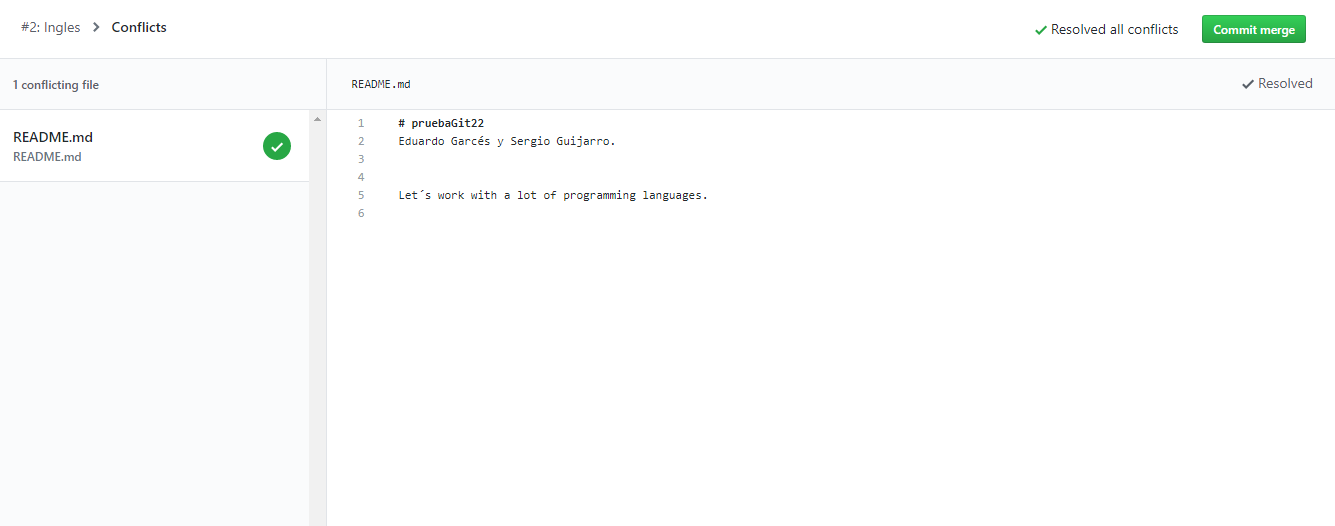 #2: Ingles > Conflicts
Resolved all conflicts
Commit merge
1 conflicting file
README.md
Resolved
README.md
README.md
1 # pruebaGit22
2 Eduardo Garcés y Sergio Guijarro.
3
4
5 Let´s work with a lot of programming languages.
6